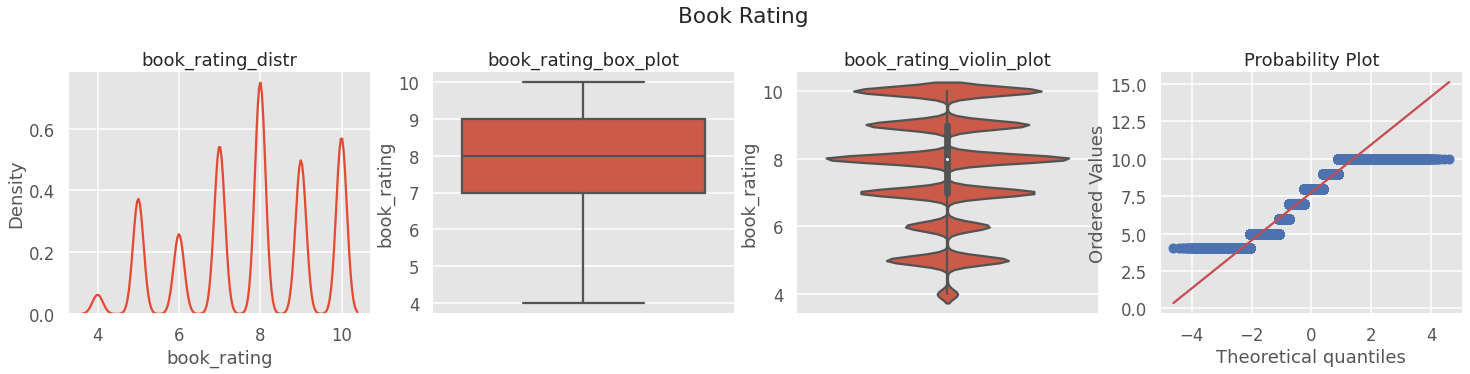 Book Rating
book_rating_distr
Density
0.6
0.4
0.2
0.0
4 6 8 10
book_rating
book_rating_box_plot
book_rating
10
9
8
7
6
5
4
book_rating_violin_plot
book_rating
10
8
6
4
Probability Plot
Ordered Values
15.0
12.5
10.0
7.5
5.0
2.5
0.0
−4 −2 0 2 4
Theoretical quantiles